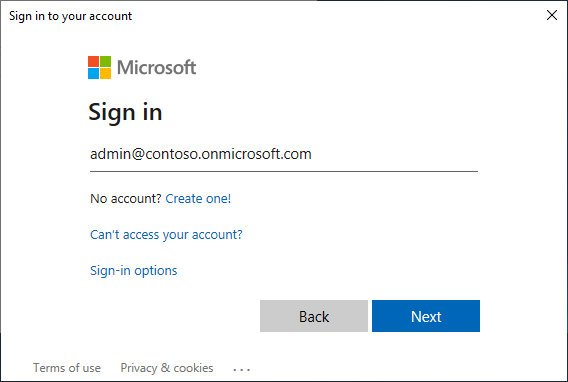 Sign in to your account
Microsoft
Sign in
admin@contoso.onmicrosoft.com
No account? Create one!
Can't access your account?
Sign-in options
Back Next
Terms of use Privacy & cookies ...